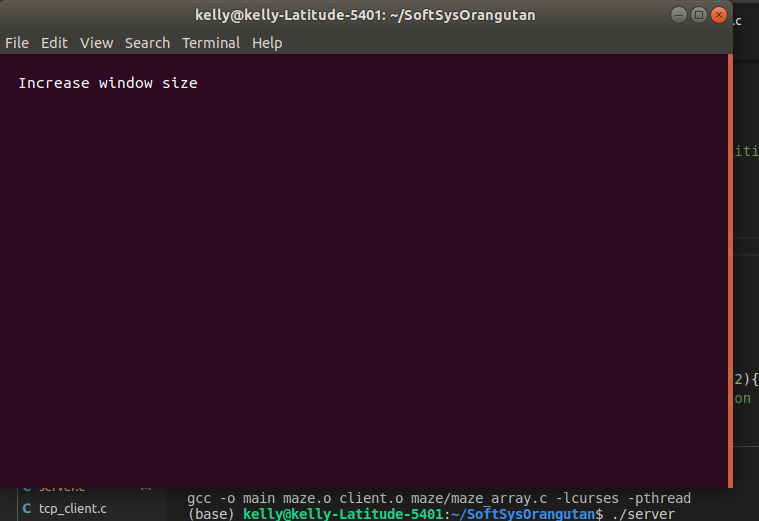 kelly@kelly-Latitude-5401: ~/SoftSysOrangutan
.c
File Edit View Search Terminal Help
Increase window size
iti
2){
on
server.c M
C tcp_client.c
gcc -o main maze.o client.o maze/maze_array.c -lcurses -pthread
(base) kelly@kelly-Latitude-5401:~/SoftSysOrangutan$ ./server